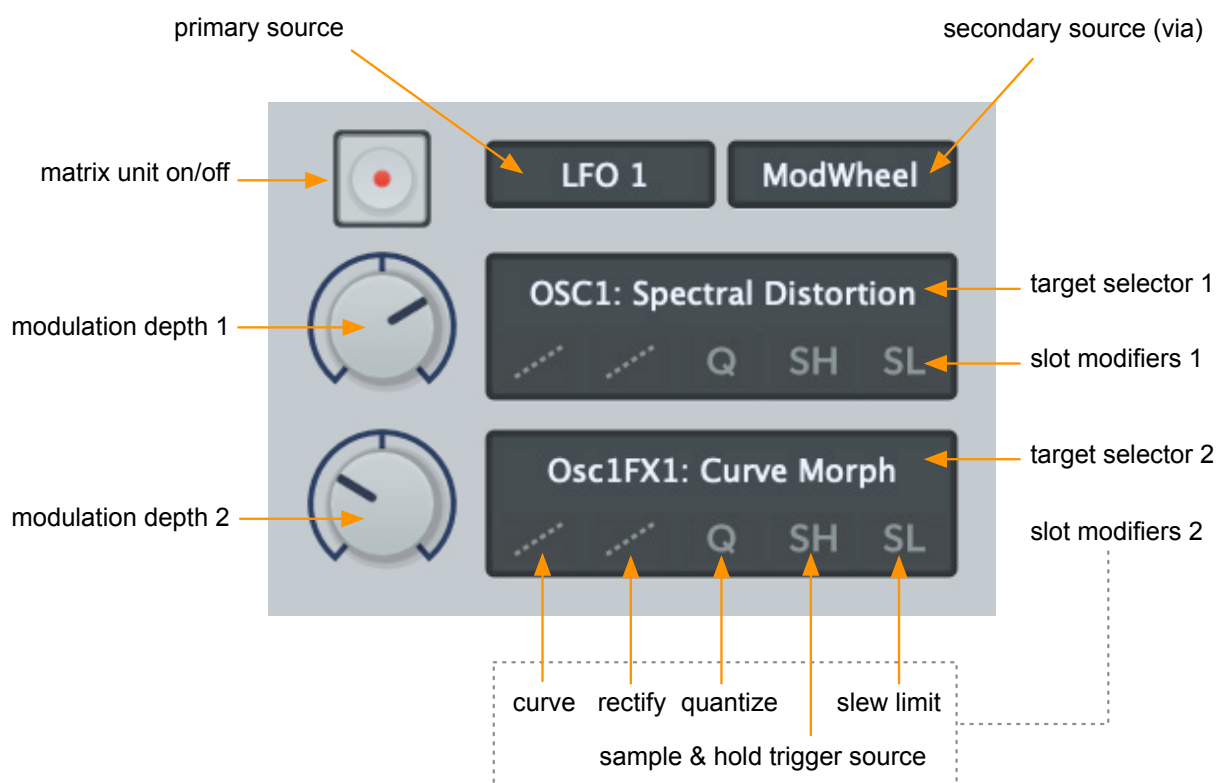 primary source
secondary source (via)
matrix unit on/off
LFO 1
ModWheel
modulation depth 1
OSC1: Spectral Distortion
target selector 1
Q SH SL
slot modifiers 1
modulation depth 2
Osc1FX1: Curve Morph
target selector 2
Q SH SL
slot modifiers 2
curve
rectify
quantize
slew limit
sample & hold trigger source